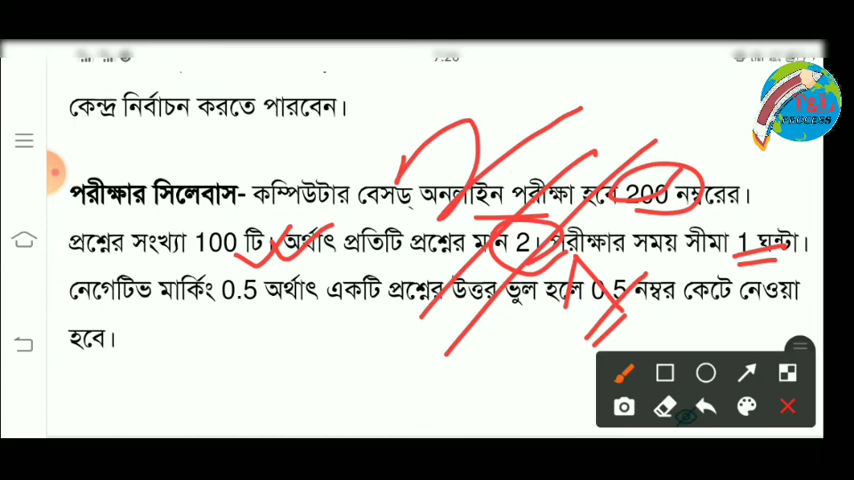 কেন্দ্র নির্বাচন করতে পারবেন।
পরীক্ষার সিলেবাস- কম্পিউটার বেসড্ অনলাইন পরীক্ষা হবে 200 নম্বরের।
প্রশ্নের সংখ্যা 100 টি। অর্থাৎ প্রতিটি প্রশ্নের মান 2। পরীক্ষার সময় সীমা 1 ঘন্টা।
নেগেটিভ মার্কিং 0.5 অর্থাৎ একটি প্রশ্নের উত্তর ভুল হলে 0.5 নম্বর কেটে নেওয়া
হবে।
PROCESS